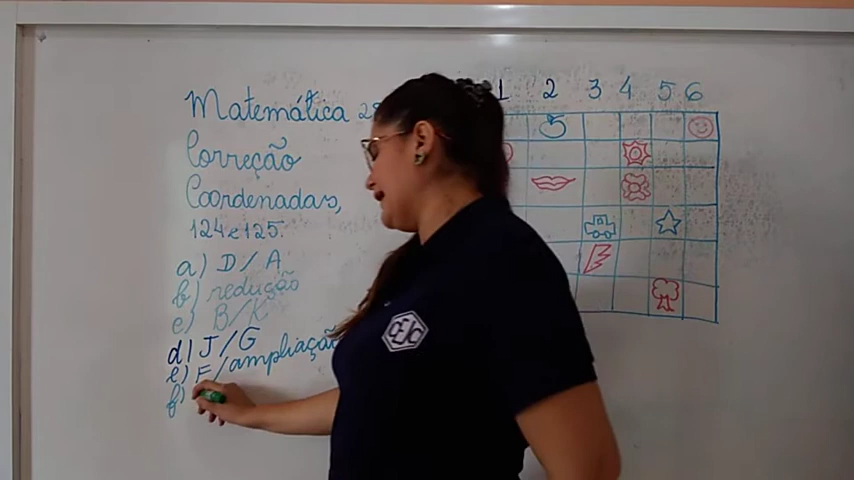 Matemática
Correção
Coordenadas,
124 e 125.
a) D/A
b) redução
c) B/K
d) J/G
e) F/ampliação
f)
1 2 3 4 5 6